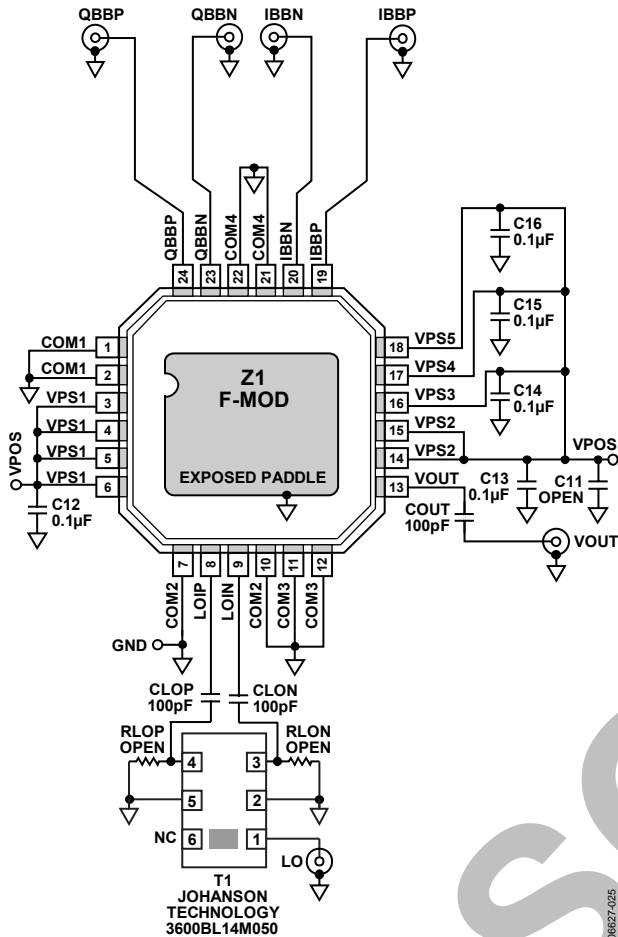 QBBP QBBN IBBN IBBP
QBBP QBBN COM4 COM4 IBBN IBBP
24 23 22 21 20 19
C16
0.1µF
C15
0.1µF
C14
0.1µF
COM1 1
COM1 2
VPS1 3
VPS1 4
VPS1 5
VPS1 6
VPOS
C12
0.1µF
Z1
F-MOD
EXPOSED PADDLE
18 VPS5
17 VPS4
16 VPS3
15 VPS2
14 VPS2
13 VOUT
VPOS
C13
0.1µF
C11
OPEN
COUT
100pF
VOUT
7 8 9 10 11 12
COM2 LOIP LOIN COM2 COM3 COM3
GND
CLOP
100pF
CLON
100pF
RLOP
OPEN
RLON
OPEN
4 3
5 2
NC 6 1
LO
T1
JOHANSON
TECHNOLOGY
3600BL14M050
06627-025